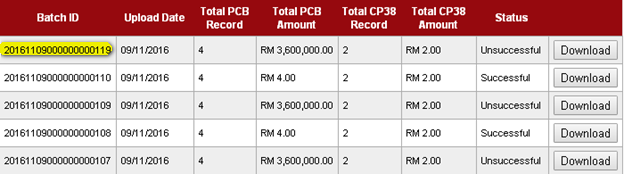 Batch ID Upload Date Total PCB Record Total PCB Amount Total CP38 Record Total CP38 Amount Status
20161109000000000119 09/11/2016 4 RM 3,600,000.00 2 RM 2.00 Unsuccessful Download
20161109000000000110 09/11/2016 4 RM 4.00 2 RM 2.00 Successful Download
20161109000000000109 09/11/2016 4 RM 3,600,000.00 2 RM 2.00 Unsuccessful Download
20161109000000000108 09/11/2016 4 RM 4.00 2 RM 2.00 Successful Download
20161109000000000107 09/11/2016 4 RM 3,600,000.00 2 RM 2.00 Unsuccessful Download